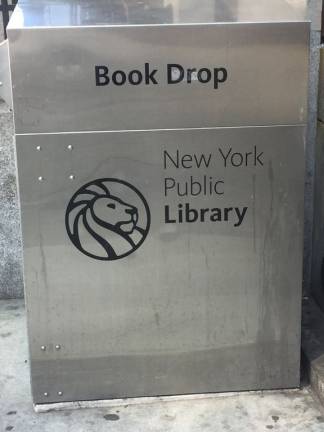 Book Drop
New York
Public
Library